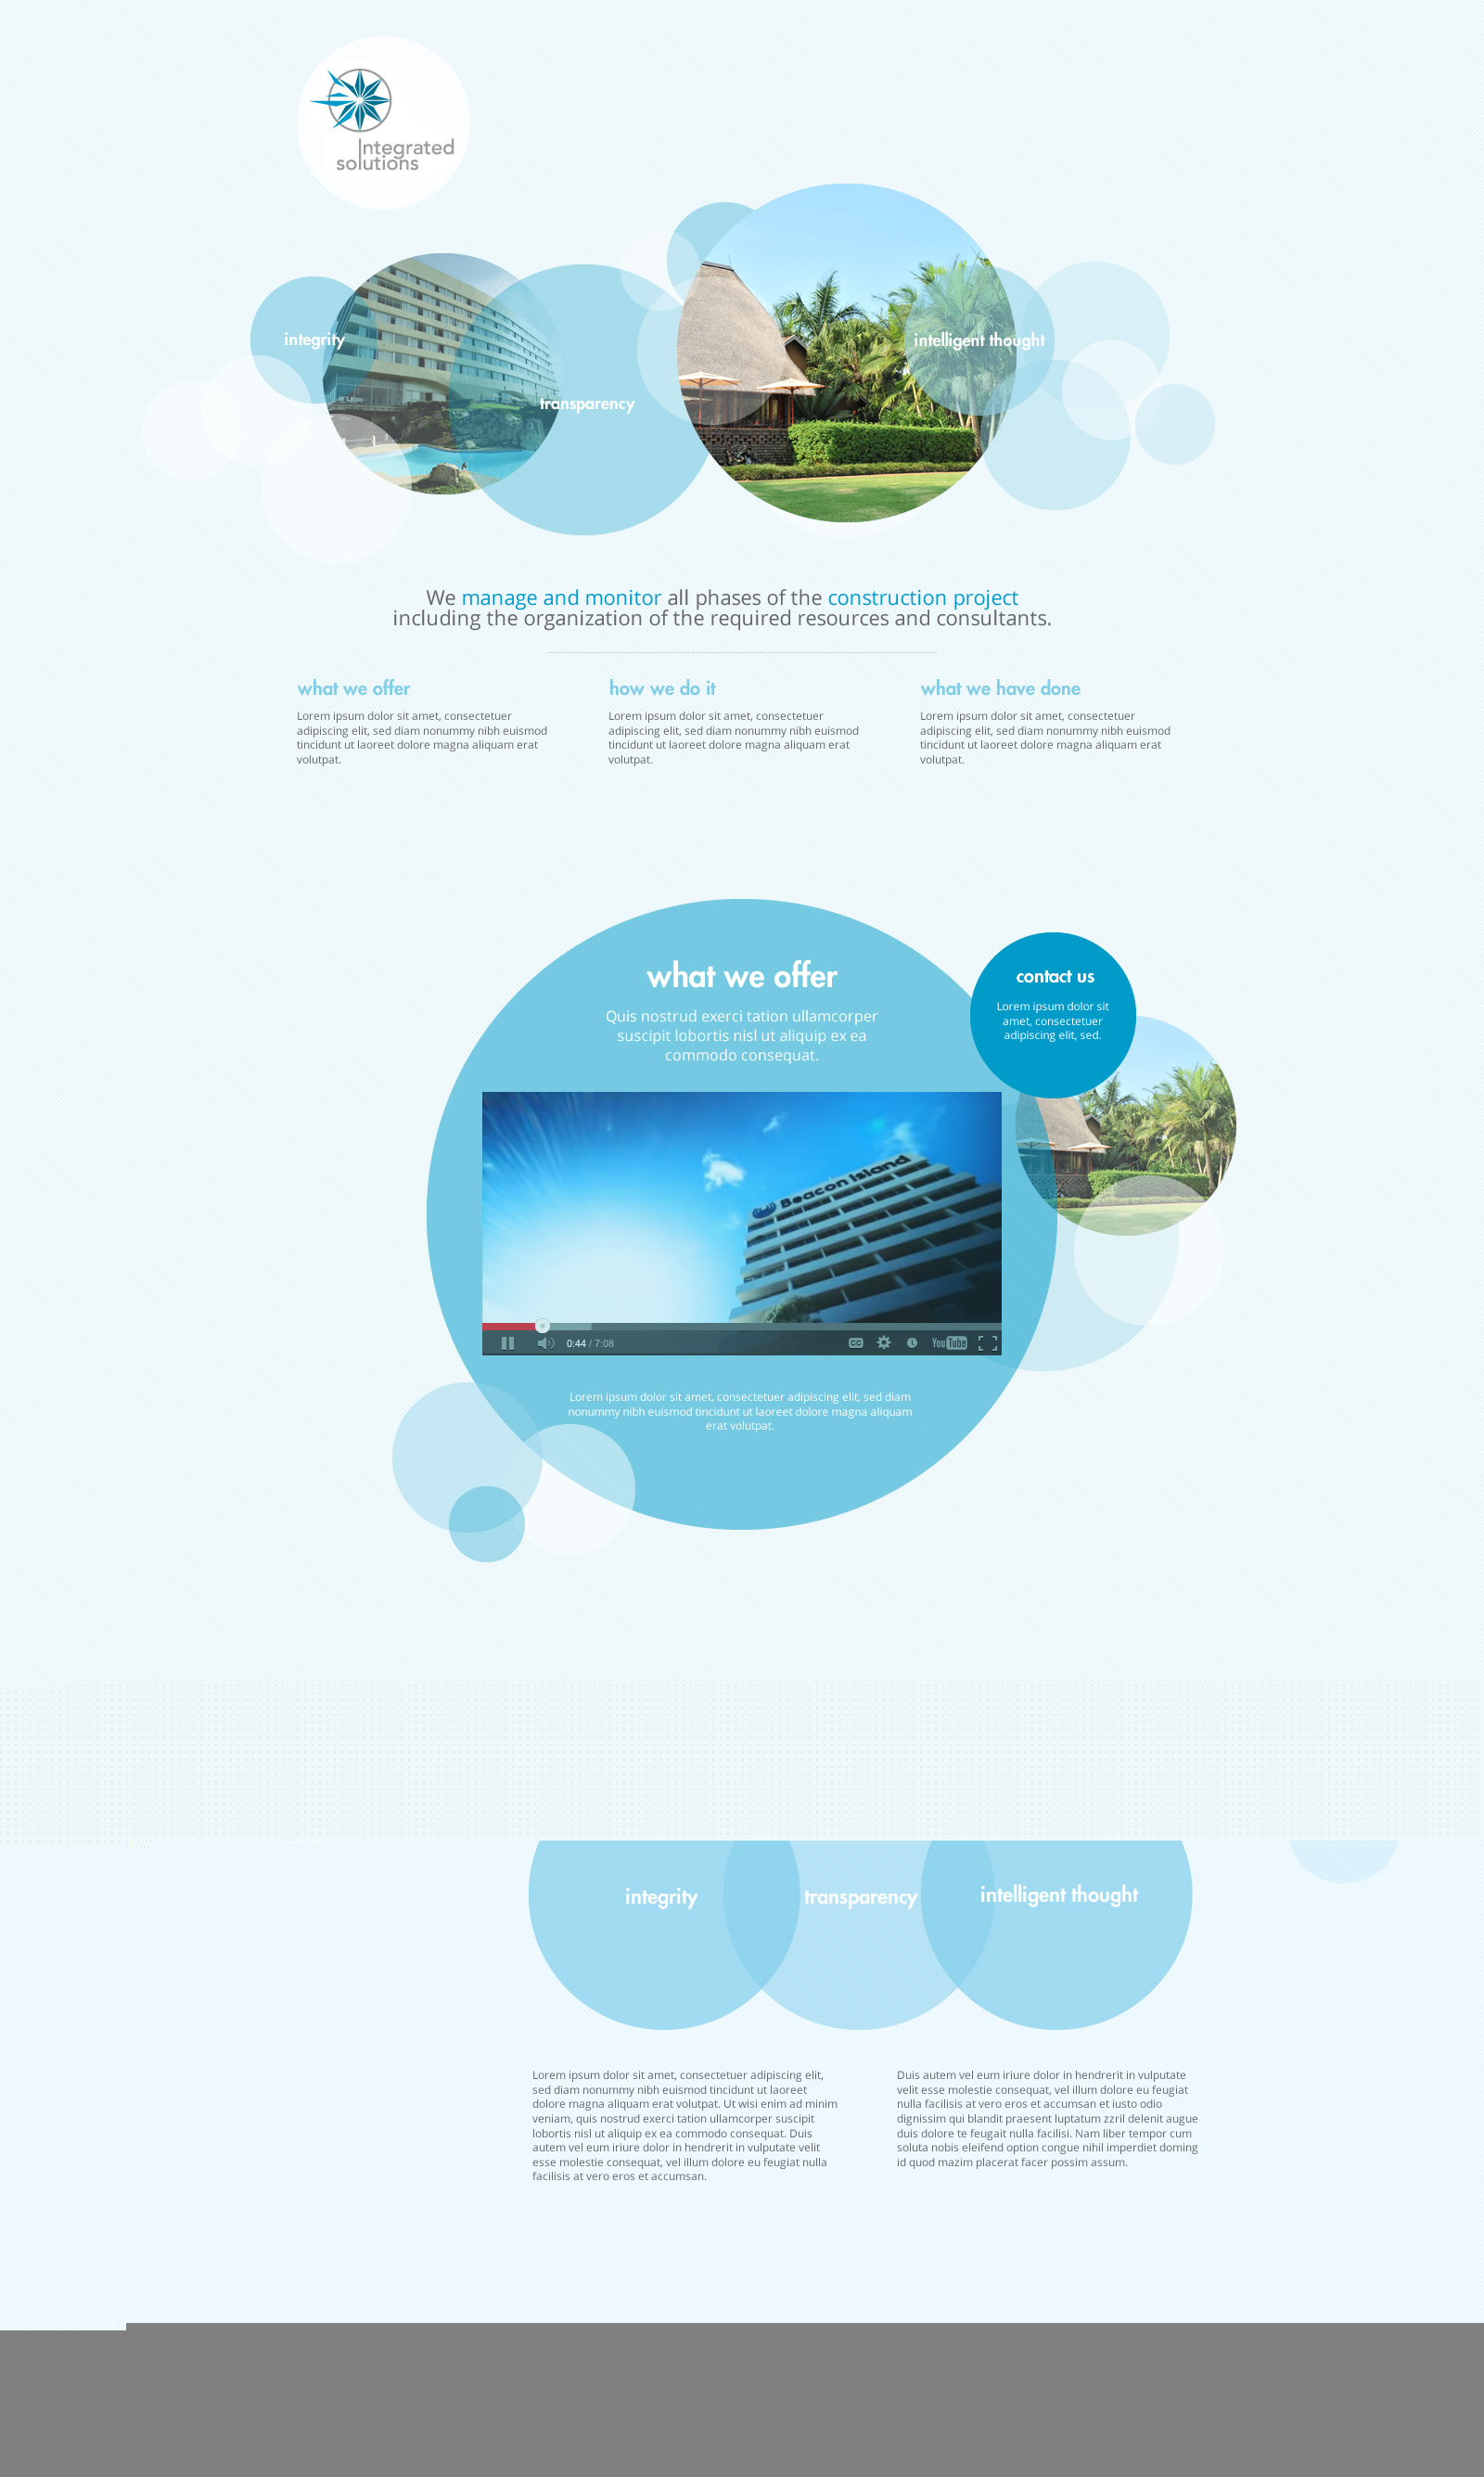 Integrated
solutions
integrity
transparency
intelligent thought
We manage and monitor all phases of the construction project
including the organization of the required resources and consultants.
what we offer
Lorem ipsum dolor sit amet, consectetuer
adipiscing elit, sed diam nonummy nibh euismod
tincidunt ut laoreet dolore magna aliquam erat
volutpat.
how we do it
Lorem ipsum dolor sit amet, consectetuer
adipiscing elit, sed diam nonummy nibh euismod
tincidunt ut laoreet dolore magna aliquam erat
volutpat.
what we have done
Lorem ipsum dolor sit amet, consectetuer
adipiscing elit, sed diam nonummy nibh euismod
tincidunt ut laoreet dolore magna aliquam erat
volutpat.
what we offer
Quis nostrud exerci tation ullamcorper
suscipit lobortis nisl ut aliquip ex ea
commodo consequat.
contact us
Lorem ipsum dolor sit
amet, consectetuer
adipiscing elit, sed.
Beacon Island
0:44 / 7:08
CC
YouTube
Lorem ipsum dolor sit amet, consectetuer adipiscing elit, sed diam
nonummy nibh euismod tincidunt ut laoreet dolore magna aliquam
erat volutpat.
integrity
transparency
intelligent thought
Lorem ipsum dolor sit amet, consectetuer adipiscing elit,
sed diam nonummy nibh euismod tincidunt ut laoreet
dolore magna aliquam erat volutpat. Ut wisi enim ad minim
veniam, quis nostrud exerci tation ullamcorper suscipit
lobortis nisl ut aliquip ex ea commodo consequat. Duis
autem vel eum iriure dolor in hendrerit in vulputate velit
esse molestie consequat, vel illum dolore eu feugiat nulla
facilisis at vero eros et accumsan.
Duis autem vel eum iriure dolor in hendrerit in vulputate
velit esse molestie consequat, vel illum dolore eu feugiat
nulla facilisis at vero eros et accumsan et iusto odio
dignissim qui blandit praesent luptatum zzril delenit augue
duis dolore te feugait nulla facilisi. Nam liber tempor cum
soluta nobis eleifend option congue nihil imperdiet doming
id quod mazim placerat facer possim assum.